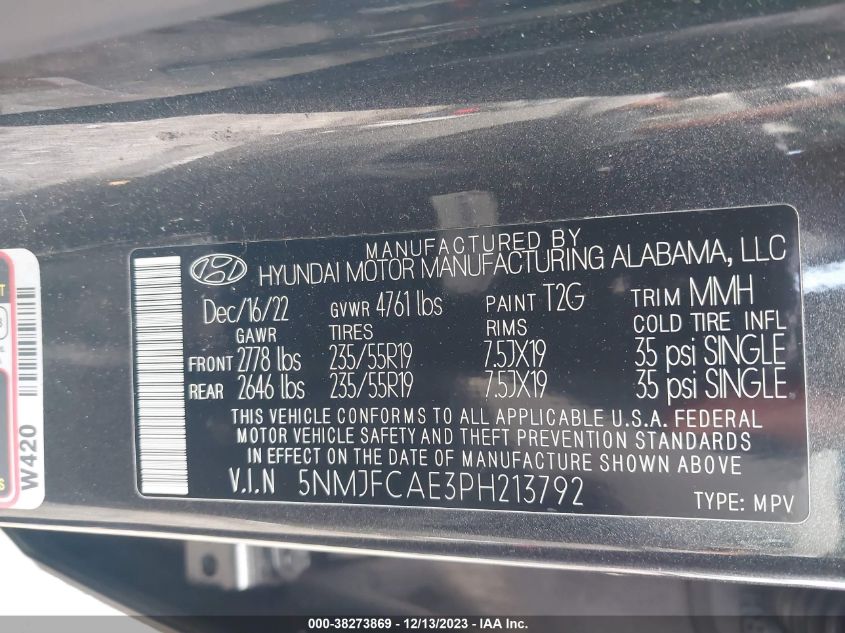 MANUFACTURED BY
HYUNDAI MOTOR MANUFACTURING ALABAMA, LLC
Dec/16/22 GVWR 4761 lbs PAINT T2G TRIM MMH
GAWR TIRES RIMS COLD TIRE INFL
FRONT 2778 lbs 235/55R19 7.5JX19 35 psi SINGLE
REAR 2646 lbs 235/55R19 7.5JX19 35 psi SINGLE
THIS VEHICLE CONFORMS TO ALL APPLICABLE U.S.A. FEDERAL
MOTOR VEHICLE SAFETY AND THEFT PREVENTION STANDARDS
IN EFFECT ON THE DATE OF MANUFACTURE SHOWN ABOVE.
V.I.N 5NMJFCAE3PH213792 TYPE: MPV
W420
000-38273869 - 12/13/2023 - IAA Inc.